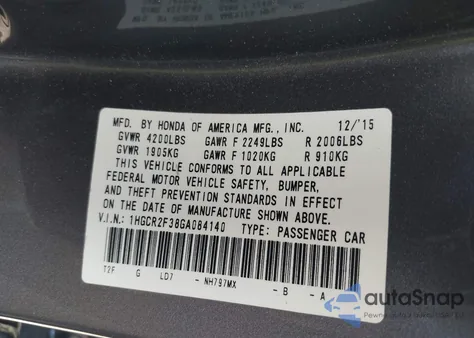 MFD. BY HONDA OF AMERICA MFG., INC. 12/'15
GVWR 4200LBS GAWR F 2249LBS R 2006LBS
GVWR 1905KG GAWR F 1020KG R 910KG
THIS VEHICLE CONFORMS TO ALL APPLICABLE
FEDERAL MOTOR VEHICLE SAFETY, BUMPER,
AND THEFT PREVENTION STANDARDS IN EFFECT
ON THE DATE OF MANUFACTURE SHOWN ABOVE.
V.I.N.: 1HGCR2F38GA064140 TYPE: PASSENGER CAR
T2F G LD7 - NH797MX - B - A
autoSnap